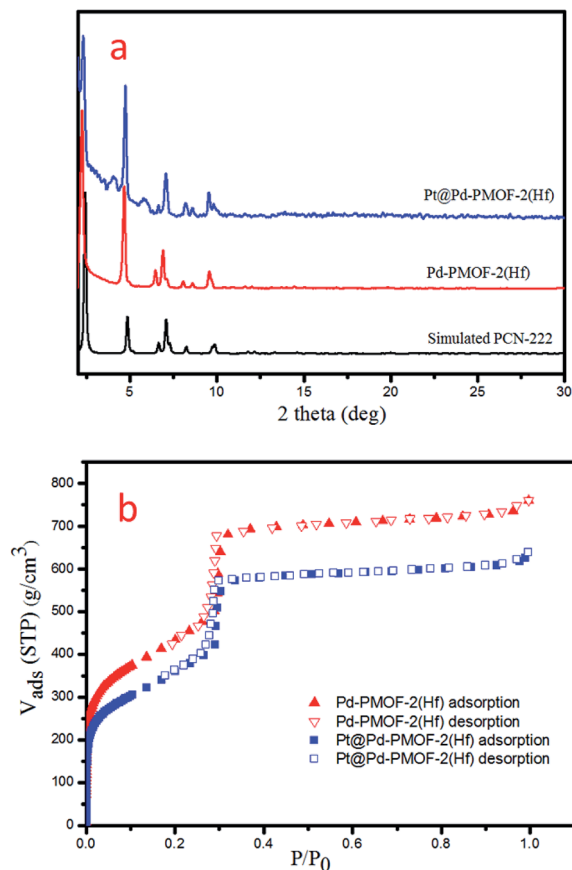 a
Pt@Pd-PMOF-2(Hf)
Pd-PMOF-2(Hf)
Simulated PCN-222
5 10 15 20 25 30
2 theta (deg)
b
800
700
600
500
400
300
200
100
0
V_ads (STP) (g/cm³)
Pd-PMOF-2(Hf) adsorption
Pd-PMOF-2(Hf) desorption
Pt@Pd-PMOF-2(Hf) adsorption
Pt@Pd-PMOF-2(Hf) desorption
0.0 0.2 0.4 0.6 0.8 1.0
P/P₀